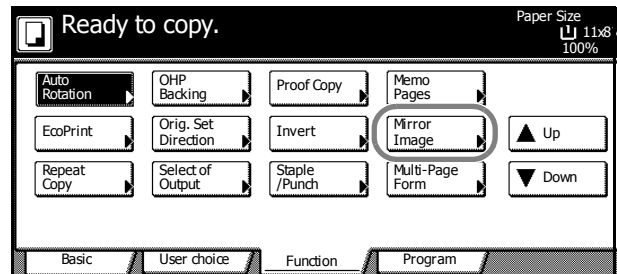 Ready to copy.
Paper Size
11x8
100%
Auto
Rotation
OHP
Backing
Proof Copy
Memo
Pages
EcoPrint
Orig. Set
Direction
Invert
Mirror
Image
Up
Repeat
Copy
Select of
Output
Staple
/Punch
Multi-Page
Form
Down
Basic
User choice
Function
Program